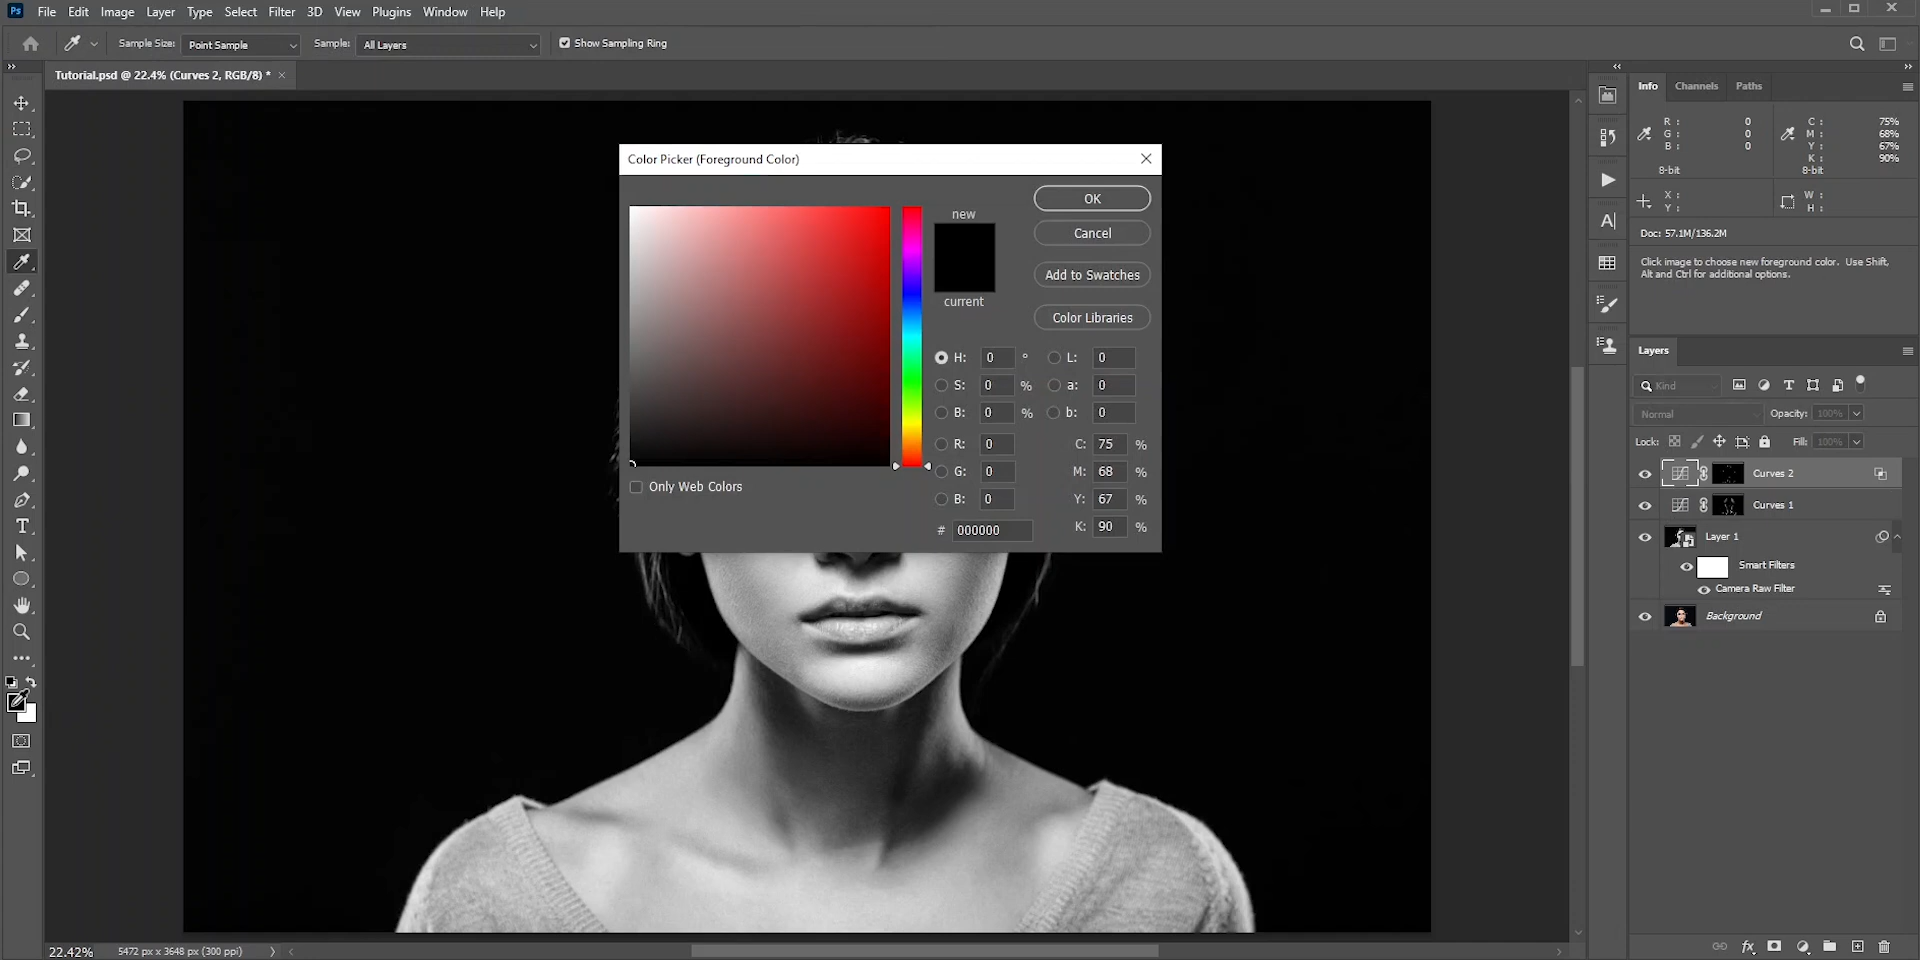 Ps File Edit Image Layer Type Select Filter 3D View Plugins Window Help
Sample Size: Point Sample Sample: All Layers Show Sampling Ring
Tutorial.psd @ 22.4% (Curves 2, RGB/8) *
Color Picker (Foreground Color)
new
current
OK
Cancel
Add to Swatches
Color Libraries
H: 0 ° L: 0
S: 0 % a: 0
B: 0 % b: 0
R: 0 C: 75 %
G: 0 M: 68 %
B: 0 Y: 67 %
# 000000 K: 90 %
Only Web Colors
Info Channels Paths
R : 0 C : 75%
G : 0 M : 68%
B : 0 Y : 67%
K : 90%
8-bit 8-bit
X : W :
Y : H :
Doc: 57.1M/136.2M
Click image to choose new foreground color. Use Shift,
Alt and Ctrl for additional options.
Layers
Kind
Normal Opacity: 100%
Lock: Fill: 100%
Curves 2
Curves 1
Layer 1
Smart Filters
Camera Raw Filter
Background
22.42% 5472 px x 3648 px (300 ppi)